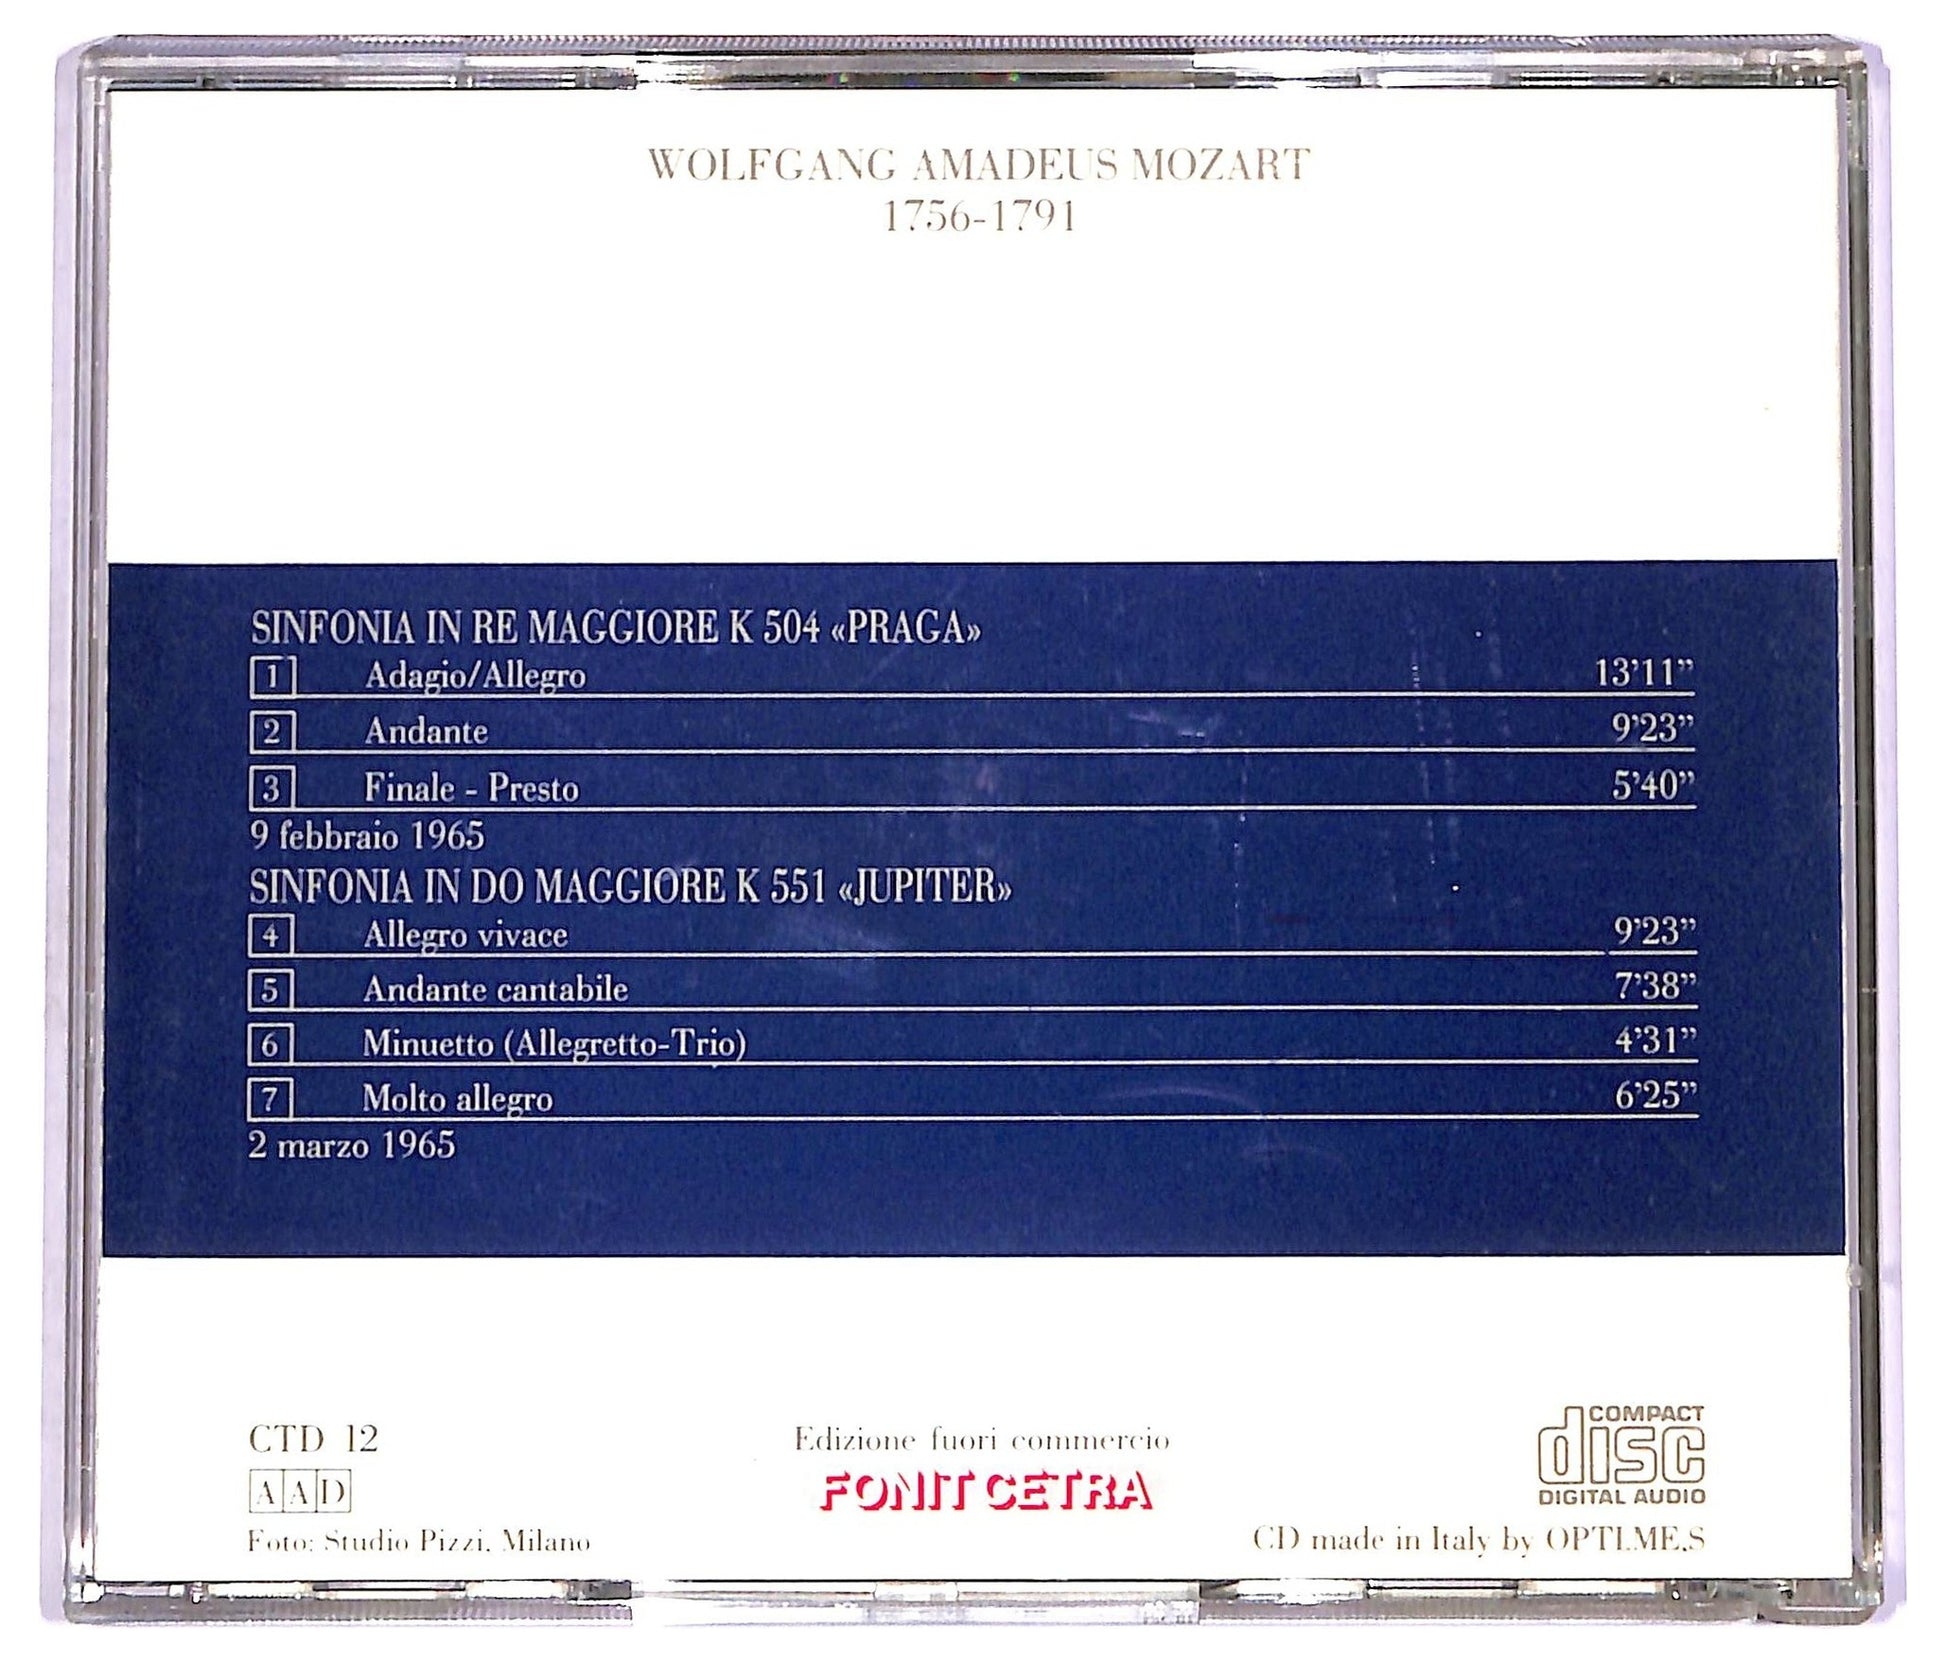 WOLFGANG AMADEUS MOZART
1756-1791
SINFONIA IN RE MAGGIORE K 504 «PRAGA»
1 Adagio/Allegro 13'11”
2 Andante 9'23”
3 Finale - Presto 5'40”
9 febbraio 1965
SINFONIA IN DO MAGGIORE K 551 «JUPITER»
4 Allegro vivace 9'23”
5 Andante cantabile 7'38”
6 Minuetto (Allegretto-Trio) 4'31”
7 Molto allegro 6'25”
2 marzo 1965
CTD 12
AAD
Foto: Studio Pizzi, Milano
Edizione fuori commercio
FONIT CETRA
COMPACT
disc
DIGITAL AUDIO
CD made in Italy by OPTI.ME.S